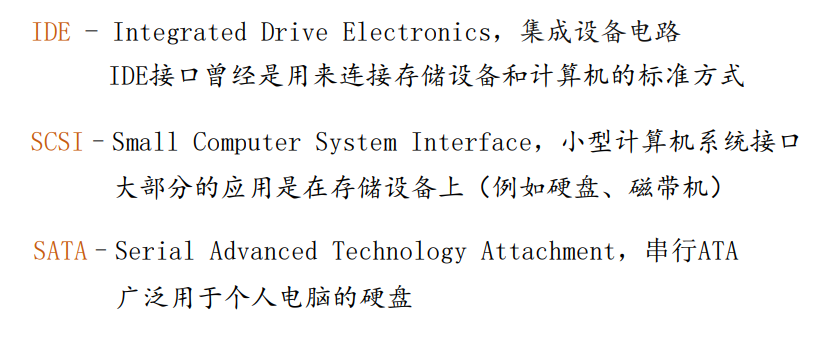 IDE - Integrated Drive Electronics，集成设备电路
IDE接口曾经是用来连接存储设备和计算机的标准方式
SCSI - Small Computer System Interface，小型计算机系统接口
大部分的应用是在存储设备上（例如硬盘、磁带机）
SATA - Serial Advanced Technology Attachment，串行ATA
广泛用于个人电脑的硬盘